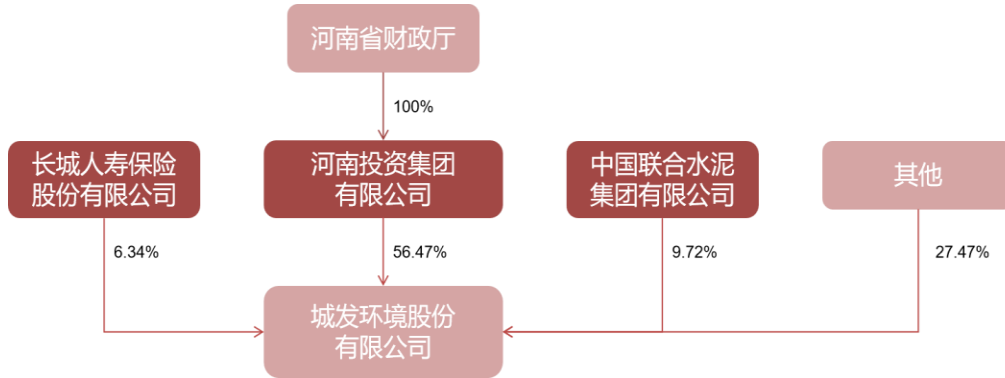 河南省财政厅
100%
长城人寿保险
股份有限公司
河南投资集团
有限公司
中国联合水泥
集团有限公司
其他
6.34%
56.47%
9.72%
27.47%
城发环境股份
有限公司